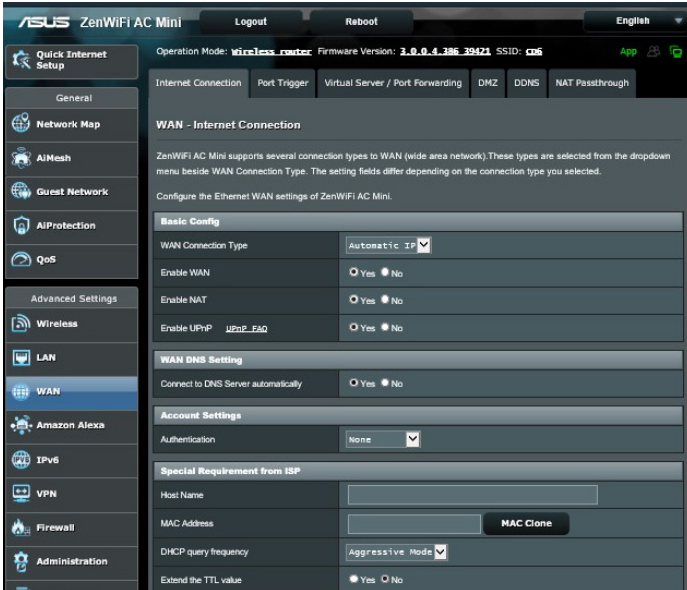 ASUS ZenWiFi AC Mini Logout Reboot English
Operation Mode: Wireless router Firmware Version: 3.0.0.4.386_39421 SSID: CD6 App
Quick Internet
Setup
General
Network Map
AiMesh
Guest Network
AiProtection
QoS
Advanced Settings
Wireless
LAN
WAN
Amazon Alexa
IPv6
VPN
Firewall
Administration
Internet Connection Port Trigger Virtual Server / Port Forwarding DMZ DDNS NAT Passthrough
WAN - Internet Connection
ZenWiFi AC Mini supports several connection types to WAN (wide area network).These types are selected from the dropdown
menu beside WAN Connection Type. The setting fields differ depending on the connection type you selected.
Configure the Ethernet WAN settings of ZenWiFi AC Mini.
Basic Config
WAN Connection Type Automatic IP
Enable WAN Yes No
Enable NAT Yes No
Enable UPnP UPnP FAQ Yes No
WAN DNS Setting
Connect to DNS Server automatically Yes No
Account Settings
Authentication None
Special Requirement from ISP
Host Name
MAC Address MAC Clone
DHCP query frequency Aggressive Mode
Extend the TTL value Yes No